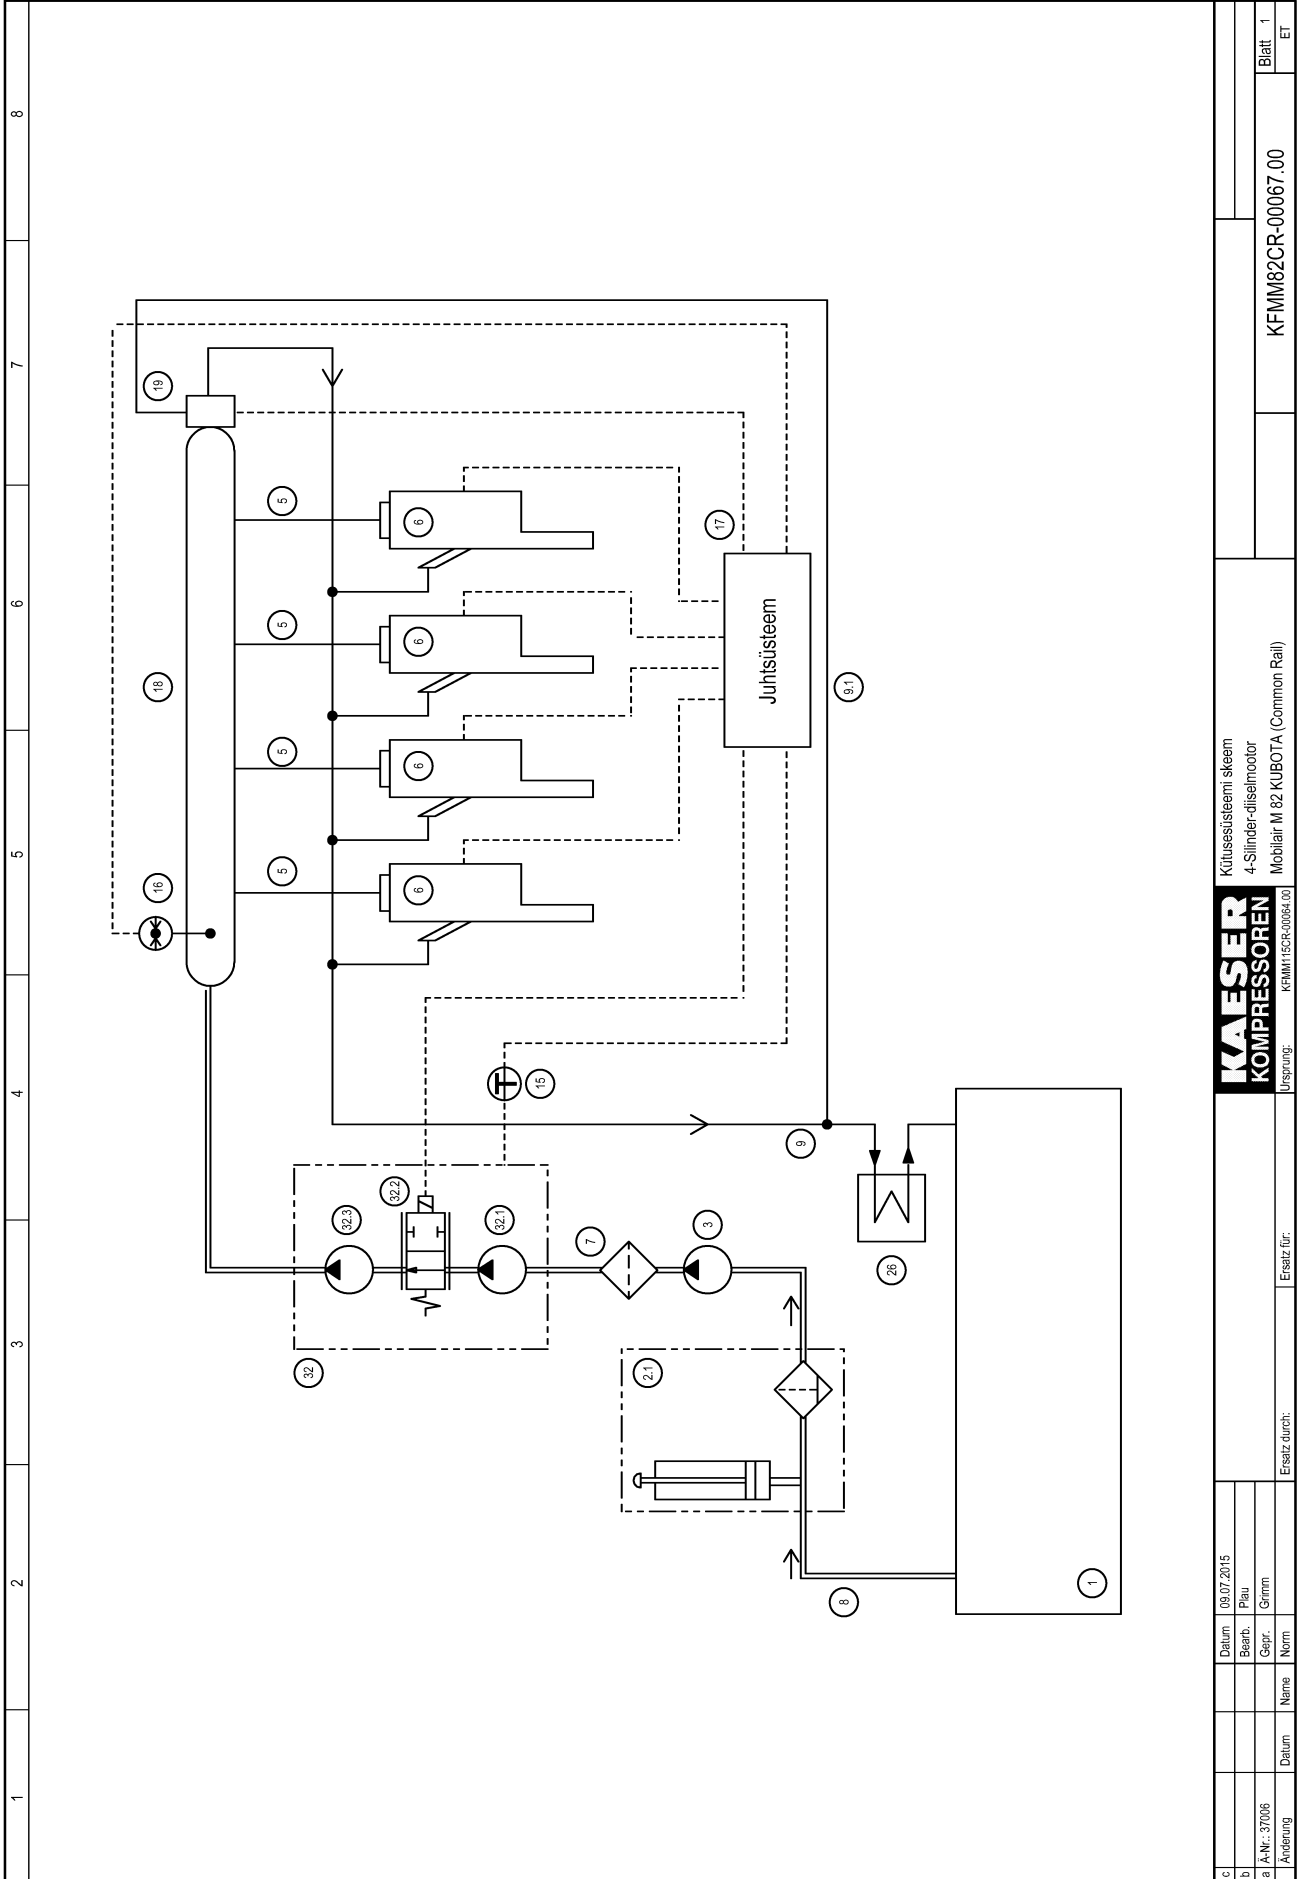 1
2
3
4
5
6
7
8
19
18
16
5
5
5
5
6
6
6
6
17
Juhtsüsteem
9.1
15
9
32.3
32.2
32.1
32
7
3
26
2.1
8
1
c
b
a
Ä-Nr.: 37006
Änderung
Datum
Name
Datum
09.07.2015
Bearb.
Plau
Gepr.
Grimm
Norm
Ersatz durch:
Ersatz für:
KAESER
KOMPRESSOREN
Ursprung:
KFMM115CR-00064.00
Kütusesüsteemi skeem
4-Silinder-diiselmootor
Mobilair M 82 KUBOTA (Common Rail)
KFMM82CR-00067.00
Blatt 1
ET